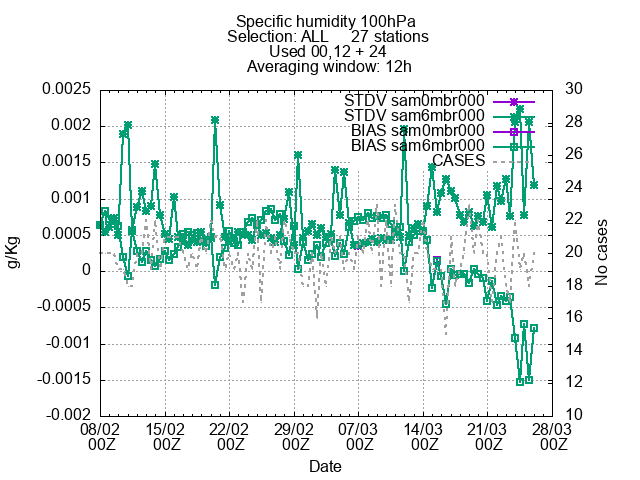 Specific humidity 100hPa
Selection: ALL 27 stations
Used 00,12 + 24
Averaging window: 12h
STDV sam0mbr000
STDV sam6mbr000
BIAS sam0mbr000
BIAS sam6mbr000
CASES
g/Kg
0.0025
0.002
0.0015
0.001
0.0005
0
-0.0005
-0.001
-0.0015
-0.002
30
28
26
24
22
20
18
16
14
12
10
No cases
08/02 15/02 22/02 29/02 07/03 14/03 21/03 28/03
00Z 00Z 00Z 00Z 00Z 00Z 00Z 00Z
Date